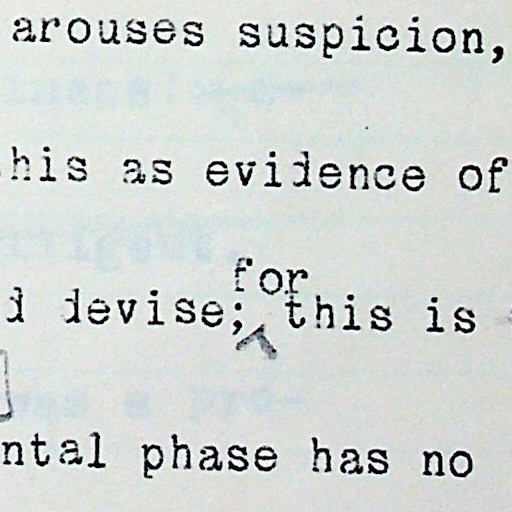 arouses suspicion,
his as evidence of
d devise; for this is
ntal phase has no